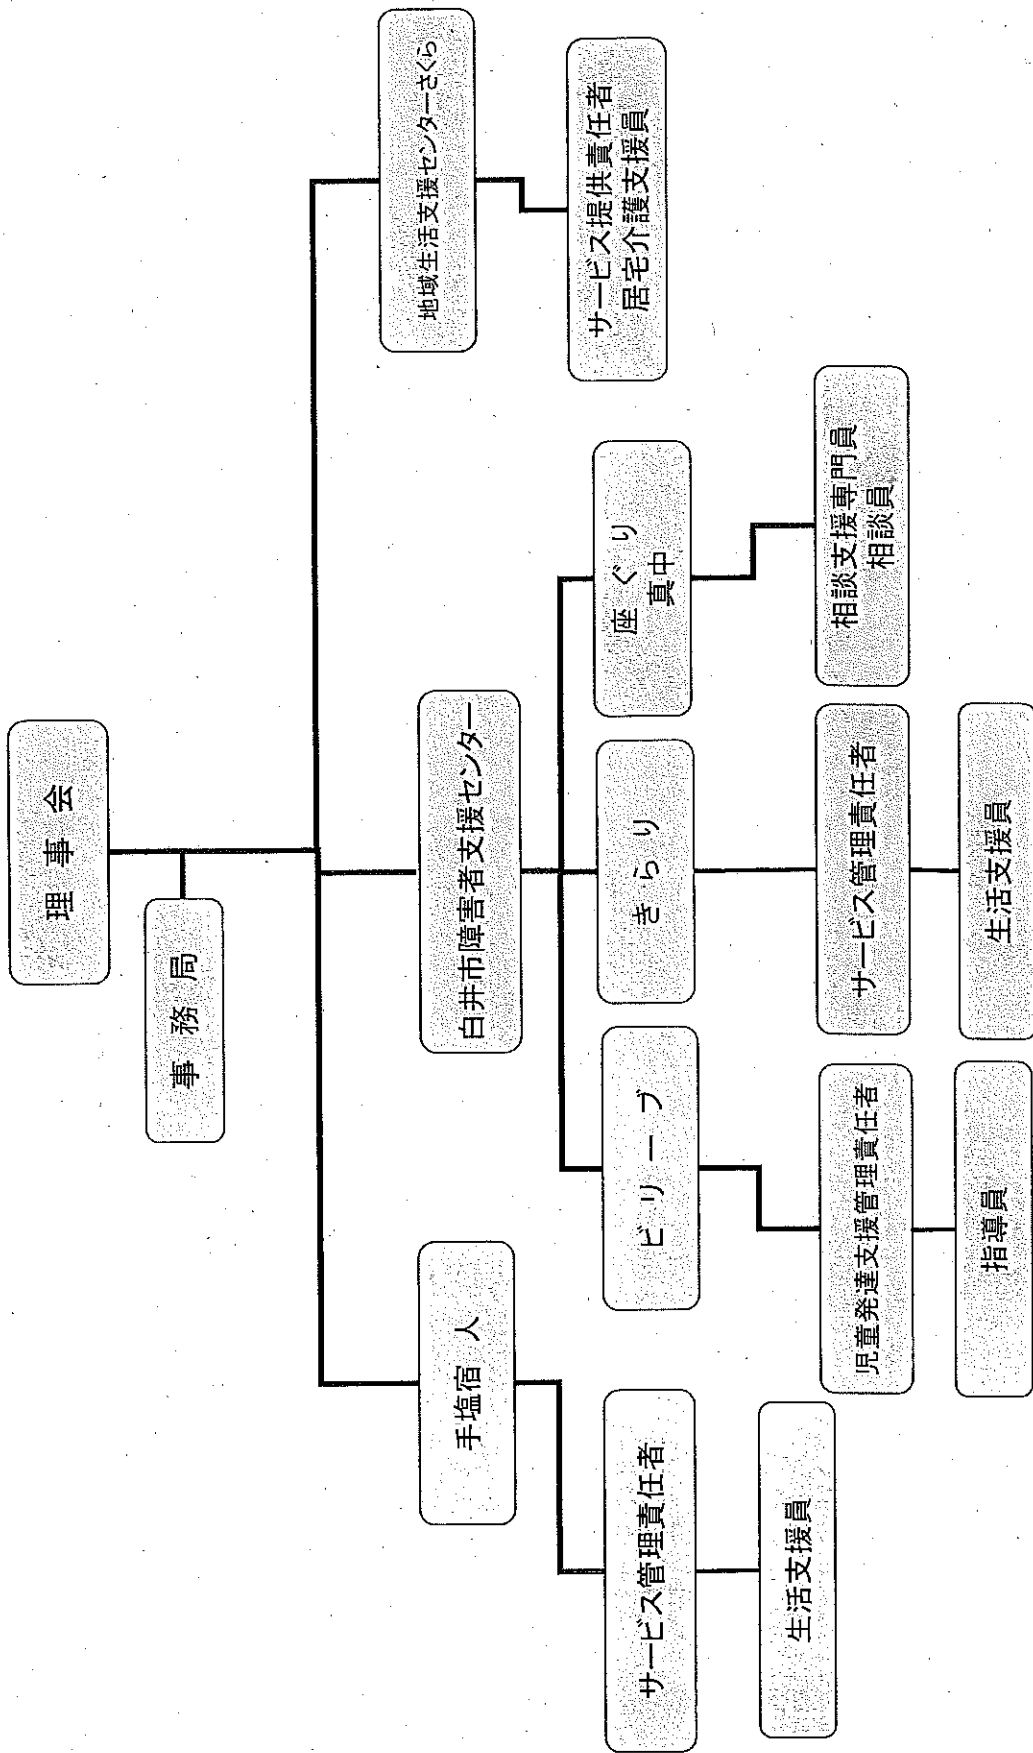 理 事 会
事 務 局
手塩宿 人
白井市障害者支援センター
地域生活支援センターさくら
サービス管理責任者
生活支援員
ビ リ ー ブ
き ら り
座 ぐ り
真中
サービス提供責任者
居宅介護支援員
児童発達支援管理責任者
指導員
サービス管理責任者
生活支援員
相談支援専門員
相談員